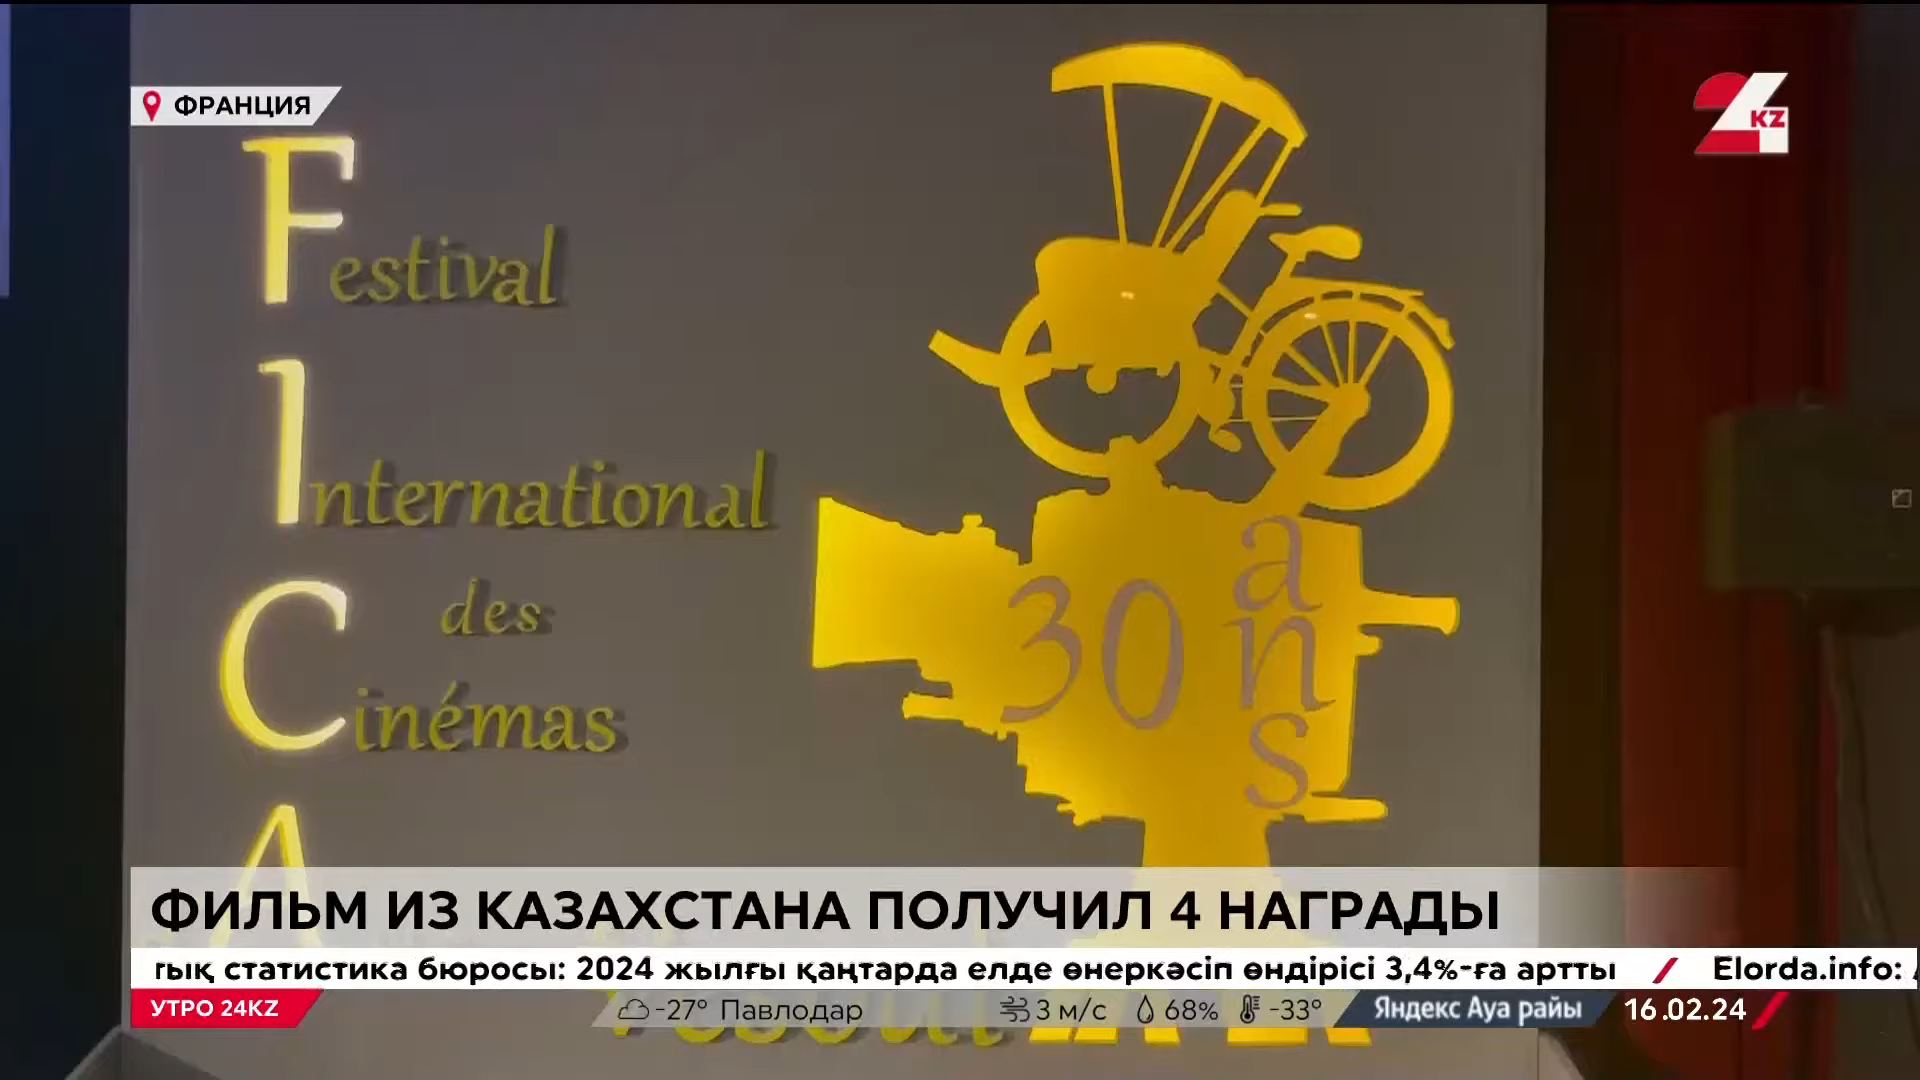 ФРАНЦИЯ
24 KZ
Festival
International
des
Cinémas
A
30 ans
ФИЛЬМ ИЗ КАЗАХСТАНА ПОЛУЧИЛ 4 НАГРАДЫ
тық статистика бюросы: 2024 жылғы қаңтарда елде өнеркәсіп өндірісі 3,4%-ға артты / Elorda.info:
УТРО 24KZ -27° Павлодар 3 м/с 68% -33° Яндекс Ауа райы 16.02.24